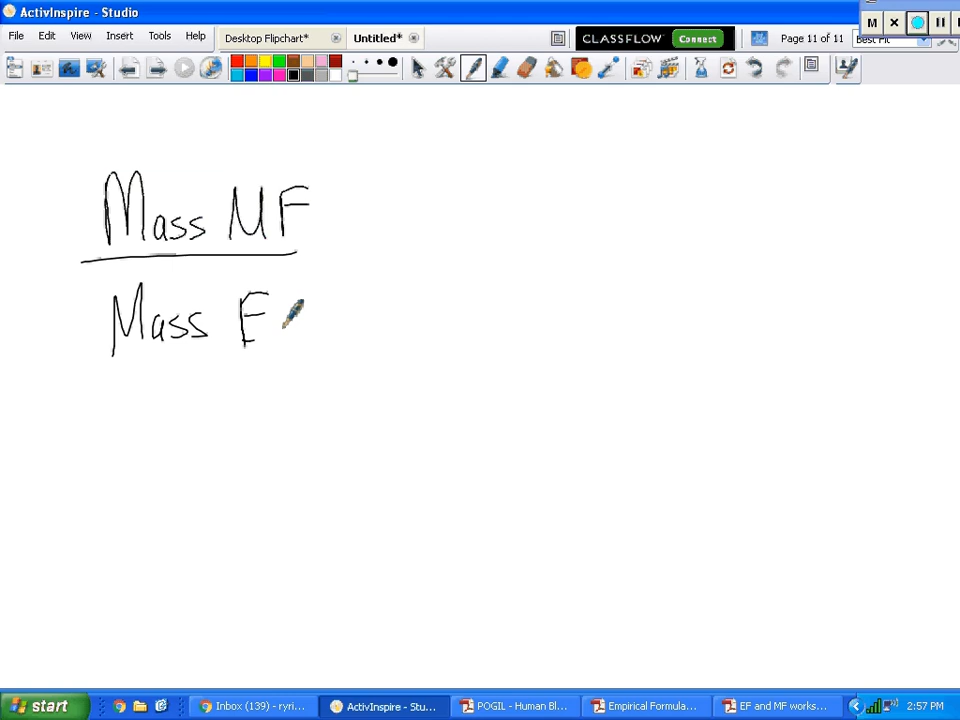 ActivInspire - Studio
M
File Edit View Insert Tools Help
Desktop Flipchart*
Untitled*
CLASSFLOW Connect
Page 11 of 11
Best Fit
Mass MF
Mass E
start
Inbox (139) - ryri...
ActivInspire - Stu...
POGIL - Human Bl...
Empirical Formula...
EF and MF works...
2:57 PM